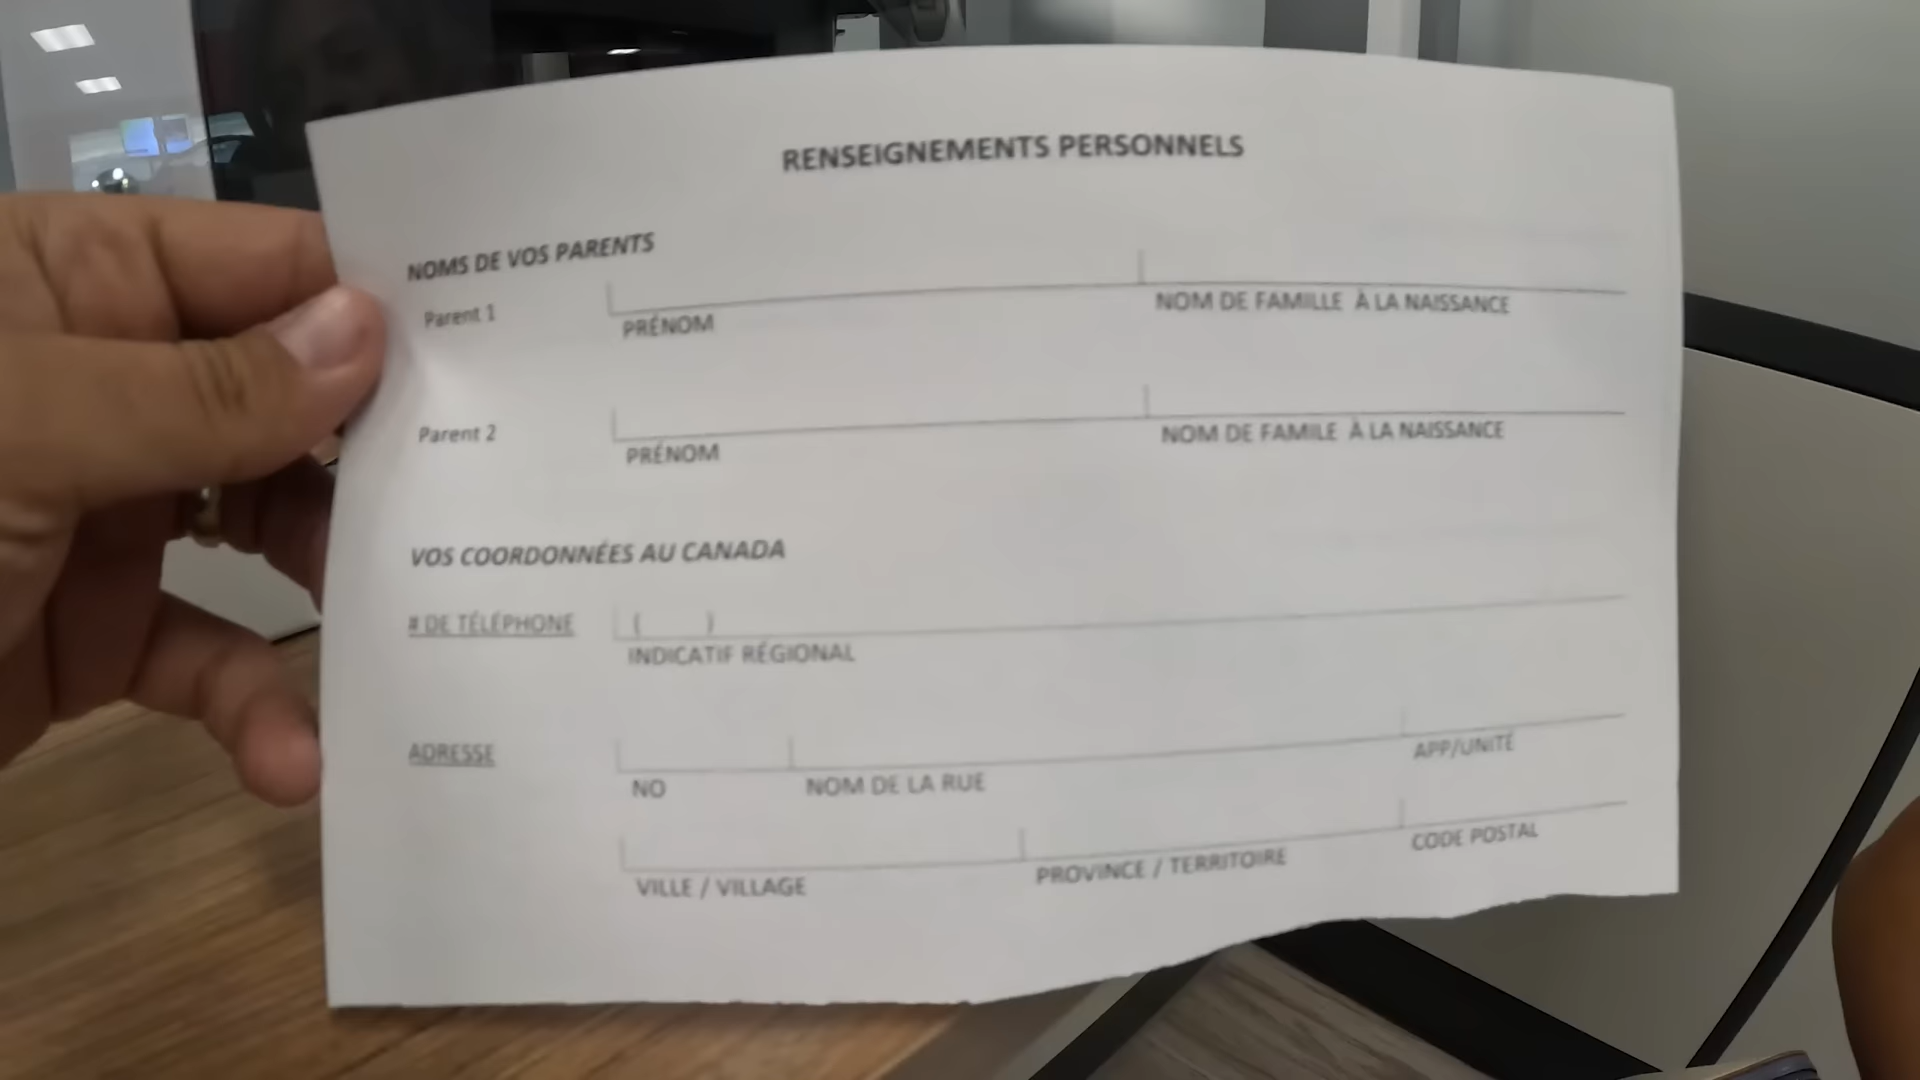 RENSEIGNEMENTS PERSONNELS
NOMS DE VOS PARENTS
Parent 1
PRÉNOM NOM DE FAMILLE À LA NAISSANCE
Parent 2
PRÉNOM NOM DE FAMILE À LA NAISSANCE
VOS COORDONNÉES AU CANADA
# DE TÉLÉPHONE ( )
INDICATIF RÉGIONAL
ADRESSE
NO NOM DE LA RUE APP/UNITÉ
VILLE / VILLAGE PROVINCE / TERRITOIRE CODE POSTAL